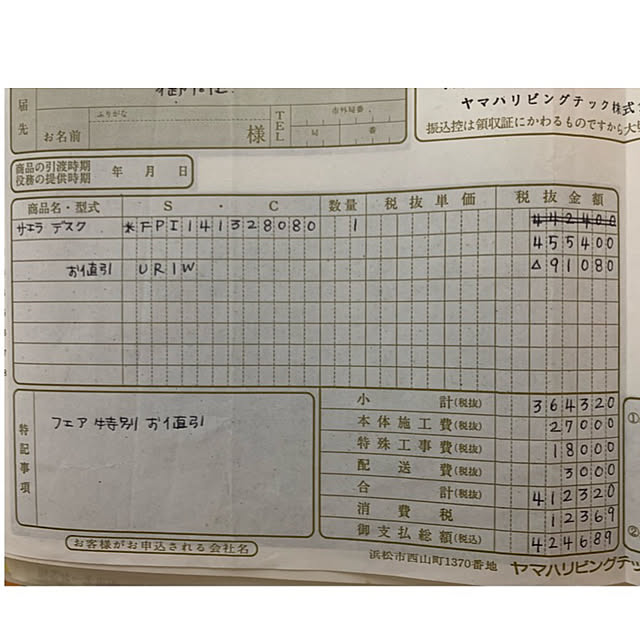 届先
ふりがな
お名前
様
TEL
市外局番
局 番
ヤマハリビングテック株式
振込控は領収証にかわるものですから大
商品の引渡時期
役務の提供時期
年 月 日
商品名・型式 S・C 数量 税抜単価 税抜金額
サエラ デスク *FPI141328080 1 442400
455400
お値引 URIW △91080
特記事項
フェア特別お値引
小計(税抜) 364320
本体施工費(税抜) 27000
特殊工事費(税抜) 18000
配送費(税抜) 3000
合計(税抜) 412320
消費税 12369
御支払総額(税込) 424689
お客様がお申込される会社名
浜松市西山町1370番地 ヤマハリビングテッ
①
②